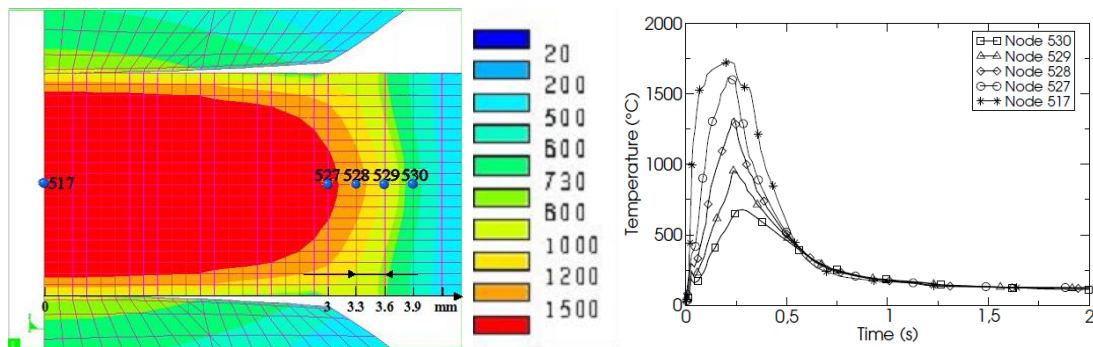 517
527 528 529 530
0 3 3.3 3.6 3.9 mm
20
200
500
600
730
800
1000
1200
1500
2000
1500
1000
500
0
Temperature (°C)
Node 530
Node 529
Node 528
Node 527
Node 517
0 0,5 1 1,5 2
Time (s)